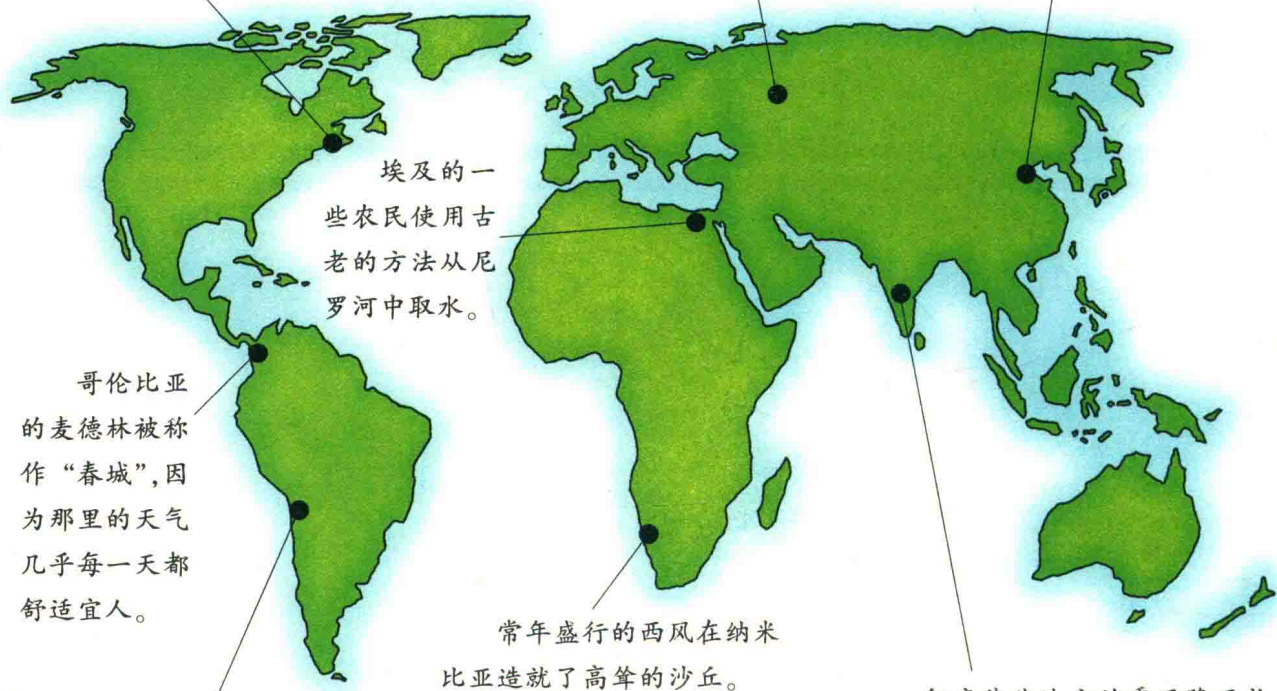 埃及的一
些农民使用古
老的方法从尼
罗河中取水。
哥伦比亚
的麦德林被称
作“春城”,因
为那里的天气
几乎每一天都
舒适宜人。
常年盛行的西风在纳米
比亚造就了高耸的沙丘。